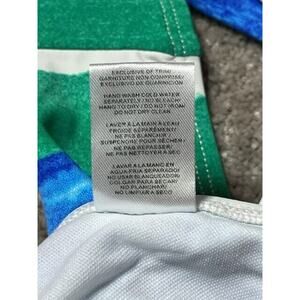 EXCLUSIVE OF TRIM/
GARNITURE NON COMPRIS/
EXCLUSIVO DE GUARNICION
HAND WASH COLD WATER
SEPARATELY / NO BLEACH/
HANG TO DRY / DO NOT IRON/
DO NOT DRY CLEAN
LAVER À LA MAIN À L'EAU
FROIDE SÉPARÉMENT/
NE PAS BLANCHIR /
SUSPENDRE POUR SÉCHER/
NE PAS REPASSER/
NE PAS NETTOYER À SEC
LAVAR A LA MANO EN
AGUA FRÍA SEPARADO/
NO USAR BLANQUEADOR/
COLGAR PARA SECAR/
NO PLANCHAR/
NO LIMPIAR A SECO